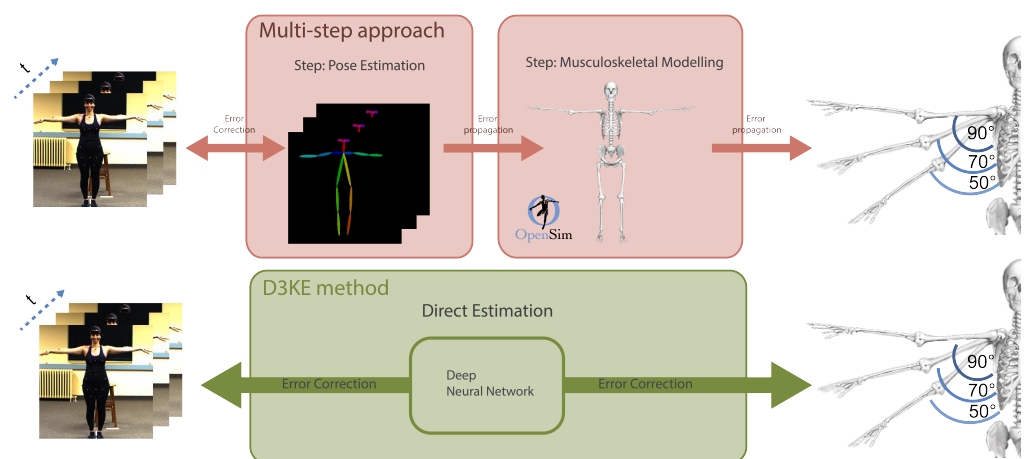 Multi-step approach
Step: Pose Estimation
Step: Musculoskeletal Modelling
t
Error
Correction
Error
propagation
Error
propagation
90°
70°
50°
OpenSim
D3KE method
Direct Estimation
t
Error Correction
Deep
Neural Network
Error Correction
90°
70°
50°